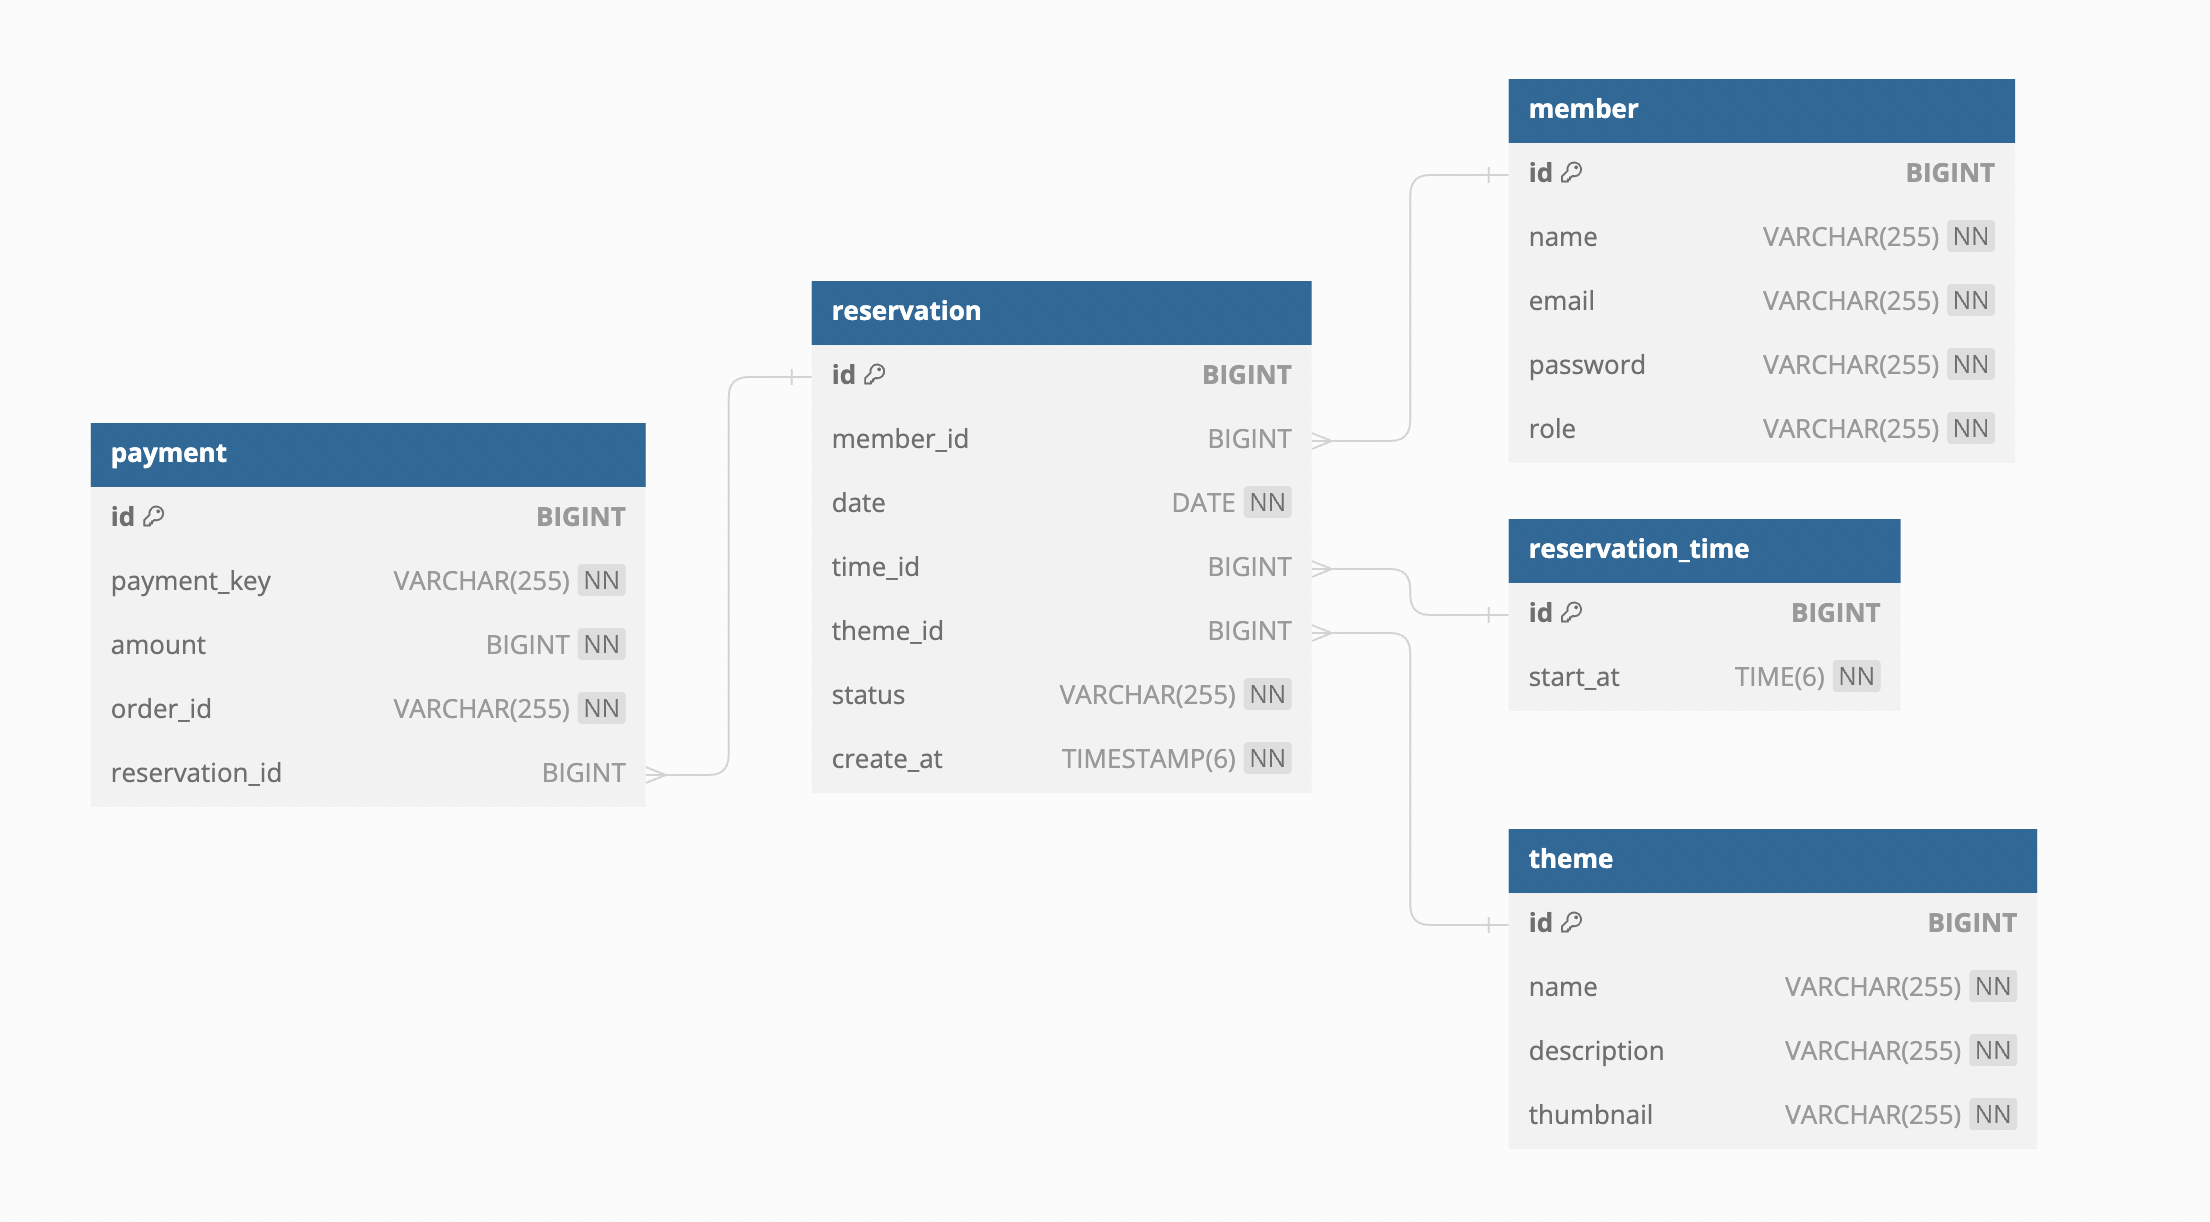 payment
id BIGINT
payment_key VARCHAR(255) NN
amount BIGINT NN
order_id VARCHAR(255) NN
reservation_id BIGINT
reservation
id BIGINT
member_id BIGINT
date DATE NN
time_id BIGINT
theme_id BIGINT
status VARCHAR(255) NN
create_at TIMESTAMP(6) NN
member
id BIGINT
name VARCHAR(255) NN
email VARCHAR(255) NN
password VARCHAR(255) NN
role VARCHAR(255) NN
reservation_time
id BIGINT
start_at TIME(6) NN
theme
id BIGINT
name VARCHAR(255) NN
description VARCHAR(255) NN
thumbnail VARCHAR(255) NN